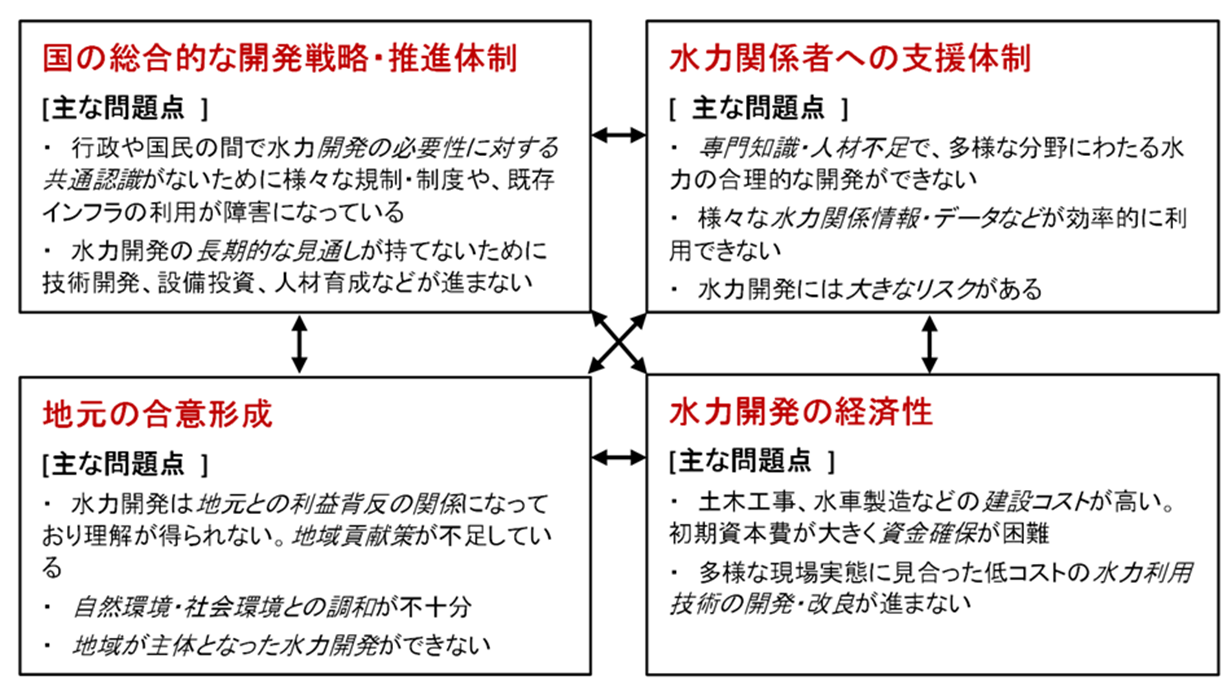 国の総合的な開発戦略・推進体制
[主な問題点 ]
・ 行政や国民の間で水力開発の必要性に対する
共通認識がないために様々な規制・制度や、既存
インフラの利用が障害になっている
・ 水力開発の長期的な見通しが持てないために
技術開発、設備投資、人材育成などが進まない
水力関係者への支援体制
[ 主な問題点 ]
・ 専門知識・人材不足で、多様な分野にわたる水
力の合理的な開発ができない
・ 様々な水力関係情報・データなどが効率的に利
用できない
・ 水力開発には大きなリスクがある
地元の合意形成
[主な問題点 ]
・ 水力開発は地元との利益背反の関係になって
おり理解が得られない。地域貢献策が不足してい
る
・ 自然環境・社会環境との調和が不十分
・ 地域が主体となった水力開発ができない
水力開発の経済性
[主な問題点 ]
・ 土木工事、水車製造などの建設コストが高い。
初期資本費が大きく資金確保が困難
・ 多様な現場実態に見合った低コストの水力利用
技術の開発・改良が進まない